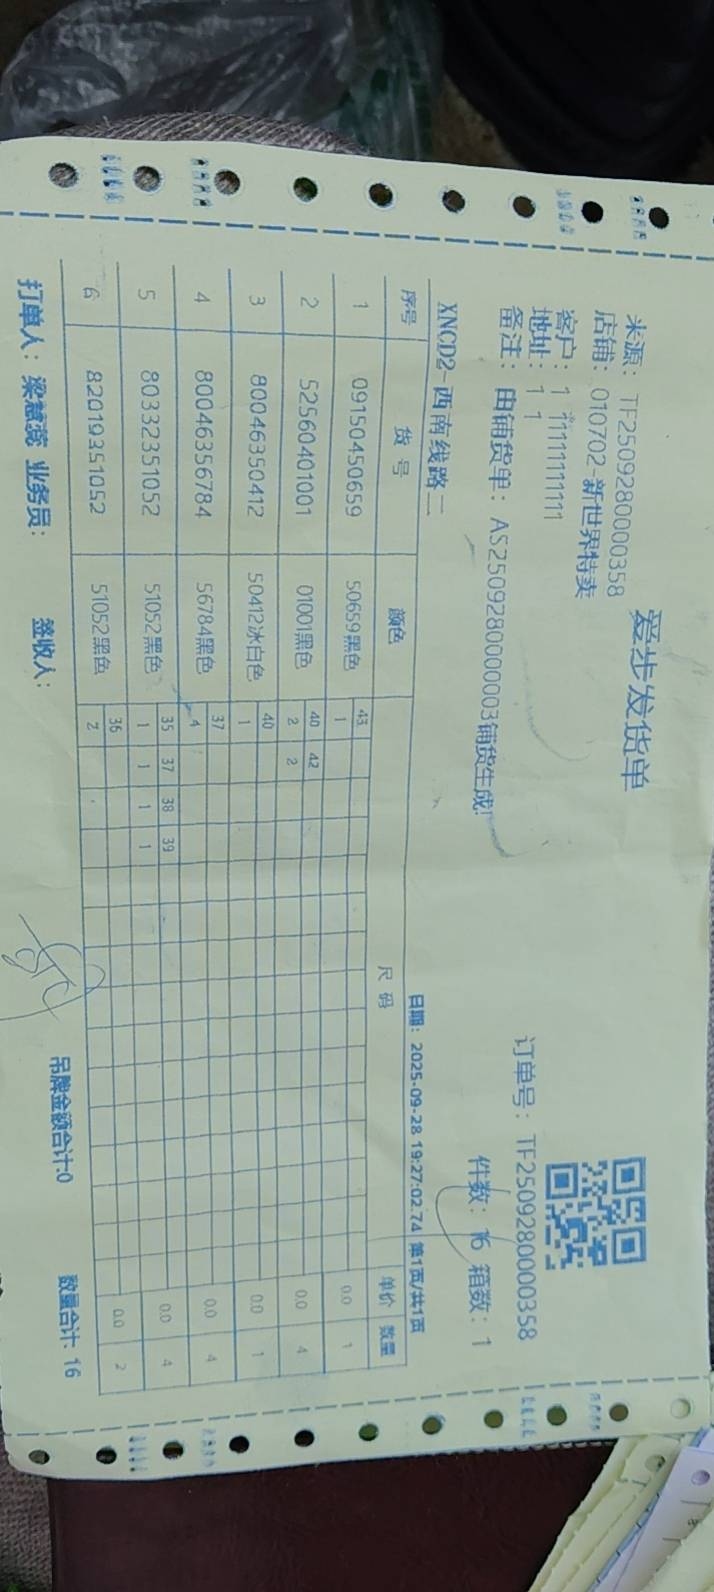 爱步发货单
来源：TF2509280000358
店铺：010702-新世界特卖
订单号：TF2509280000358
客户：1 11111111111
地址：1 1
件数：16 箱数：1
备注：由铺货单：AS2509280000003铺货生成!
XNCD2-西南线路二
日期：2025-09-28 19:27:02.74 第1页/共1页
序号 货号 颜色 尺码 单价 数量
1 09150450659 50659黑色 43 0.0 1
1
2 52560401001 01001黑色 40 42 0.0 4
2 2
3 80046350412 50412冰白色 40 0.0 1
1
4 80046356784 56784黑色 37 0.0 4
4
5 80332351052 51052黑色 35 37 38 39 0.0 4
1 1 1 1
6 82019351052 51052黑色 36 0.0 2
2
打单人：梁慧蕊 业务员： 签收人： 吊牌金额合计:0 数量合计: 16